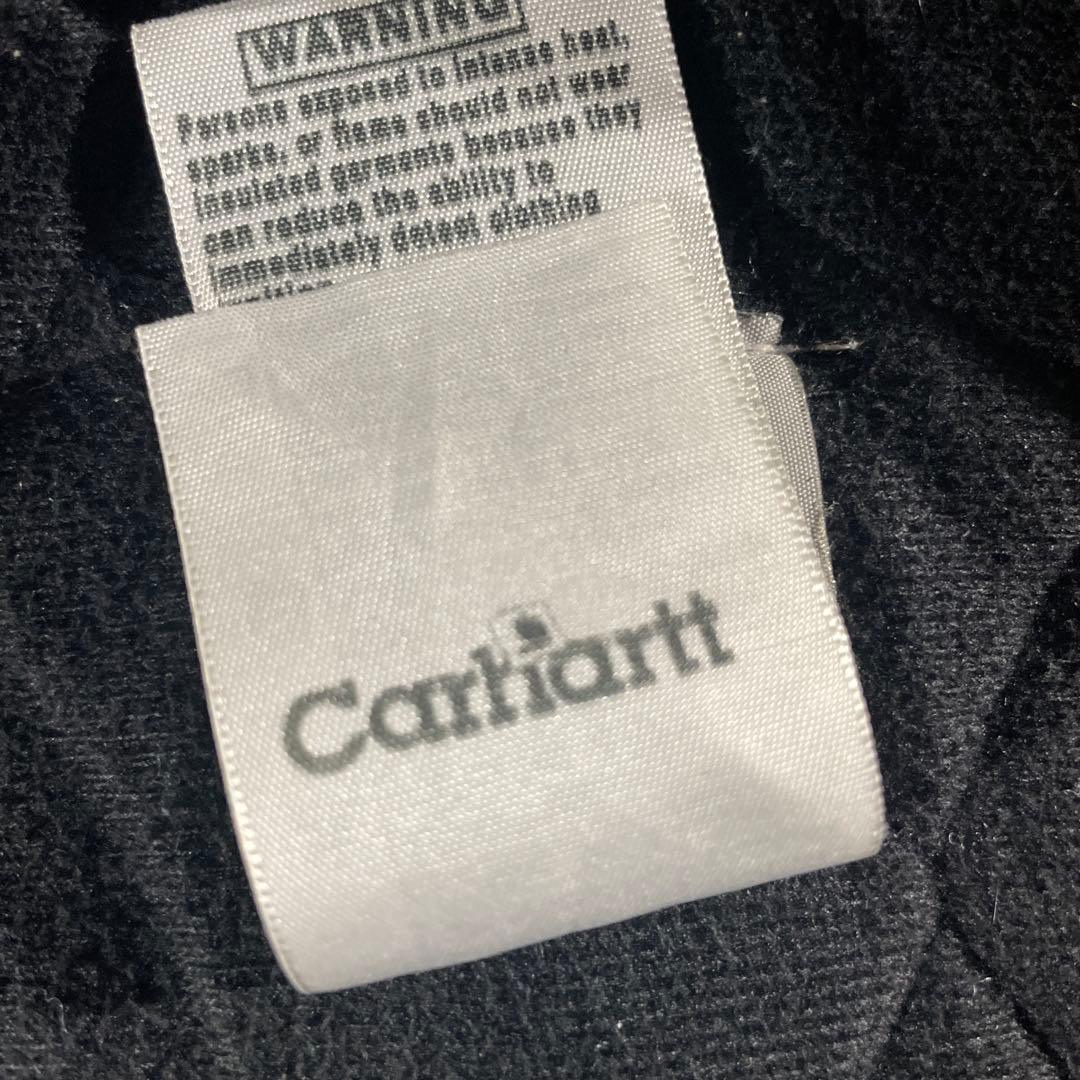 WARNING
Persons exposed to intense heat,
sparks, or flame should not wear
insulated garments because they
can reduce the ability to
immediately detect clothing
Carhartt